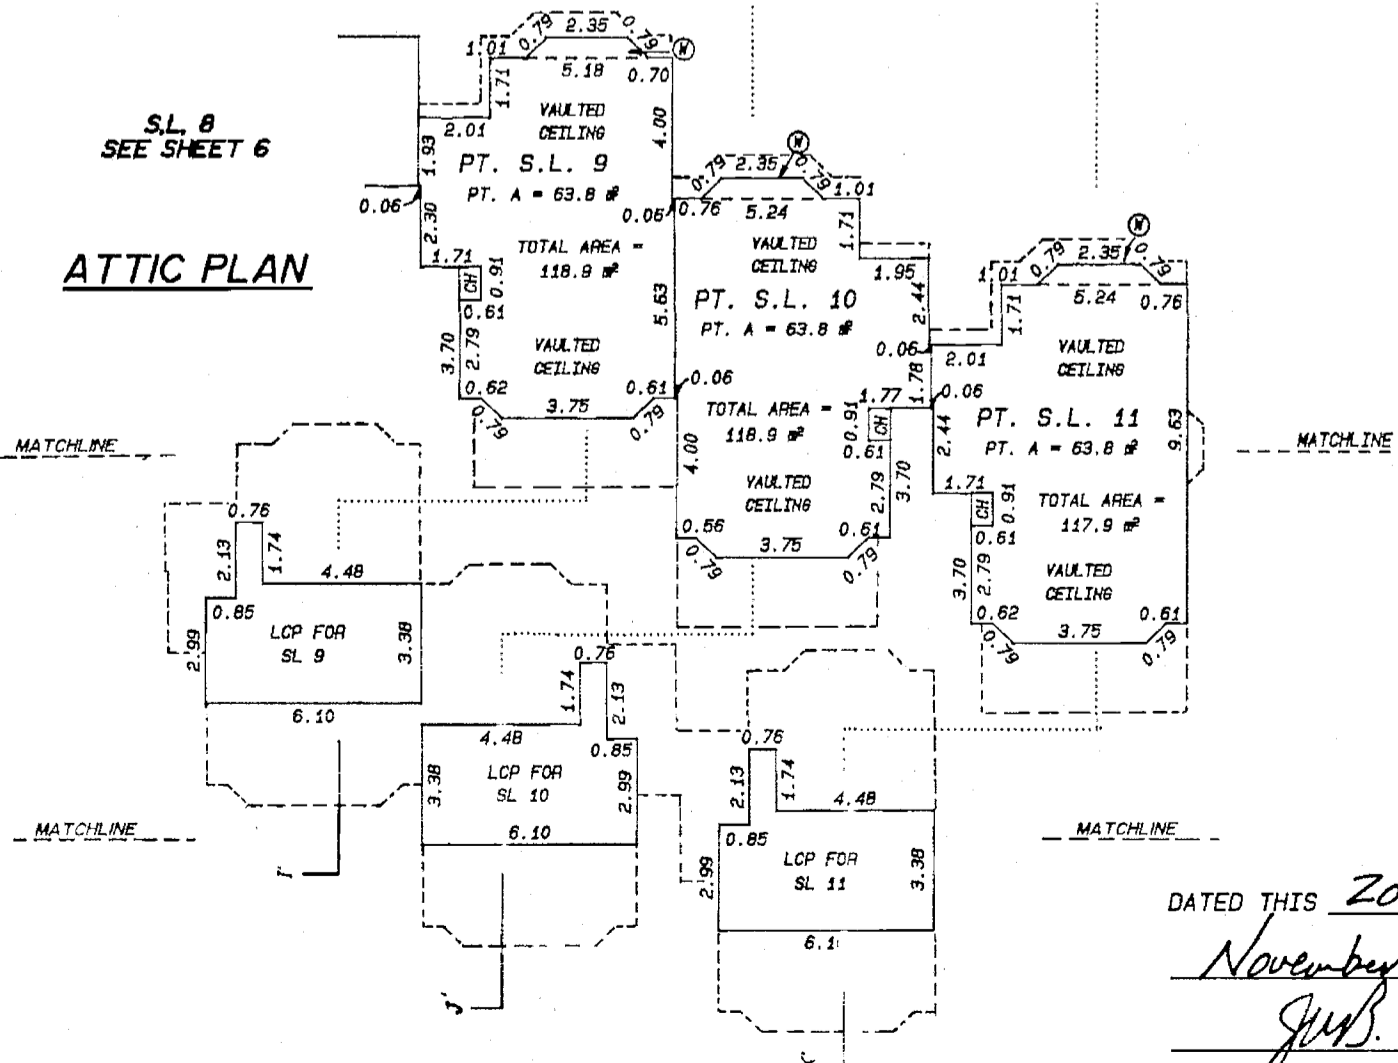 S.L. 8
SEE SHEET 6
ATTIC PLAN
0.79 2.35 0.79
1.01 W
5.18 0.70
1.71
VAULTED
CEILING
4.00
2.01
1.93
PT. S.L. 9
PT. A = 63.8 m²
0.06
2.30
TOTAL AREA =
118.9 m²
1.71
CH 0.91
0.61
5.63
3.70 2.79
VAULTED
CEILING
0.62 0.61
3.75
0.79 0.79
W
0.79 2.35 0.79
1.01
0.06 0.76
5.24
1.71
VAULTED
CEILING
1.95
PT. S.L. 10
PT. A = 63.8 m²
2.44
0.06
1.78
0.06
1.77
TOTAL AREA =
118.9 m²
0.91 CH
0.61
4.00
VAULTED
CEILING
2.79 3.70
0.56 0.61
3.75
0.79 0.79
W
1.01 0.79 2.35 0.79
5.24 0.76
1.71
2.01
VAULTED
CEILING
0.06
PT. S.L. 11
PT. A = 63.8 m²
2.44
9.63
1.71
TOTAL AREA =
117.9 m²
CH 0.91
0.61
3.70 2.79
VAULTED
CEILING
0.62 0.61
3.75
0.79 0.79
MATCHLINE
MATCHLINE
0.76
2.13 1.74
4.48
0.85
LCP FOR
SL 9
2.99 3.38
6.10
0.76
1.74 2.13
4.48 0.85
LCP FOR
SL 10
3.38 2.99
6.10
0.76
2.13 1.74
4.48
0.85
LCP FOR
SL 11
2.99 3.38
6.1
MATCHLINE
MATCHLINE
DATED THIS 20
November